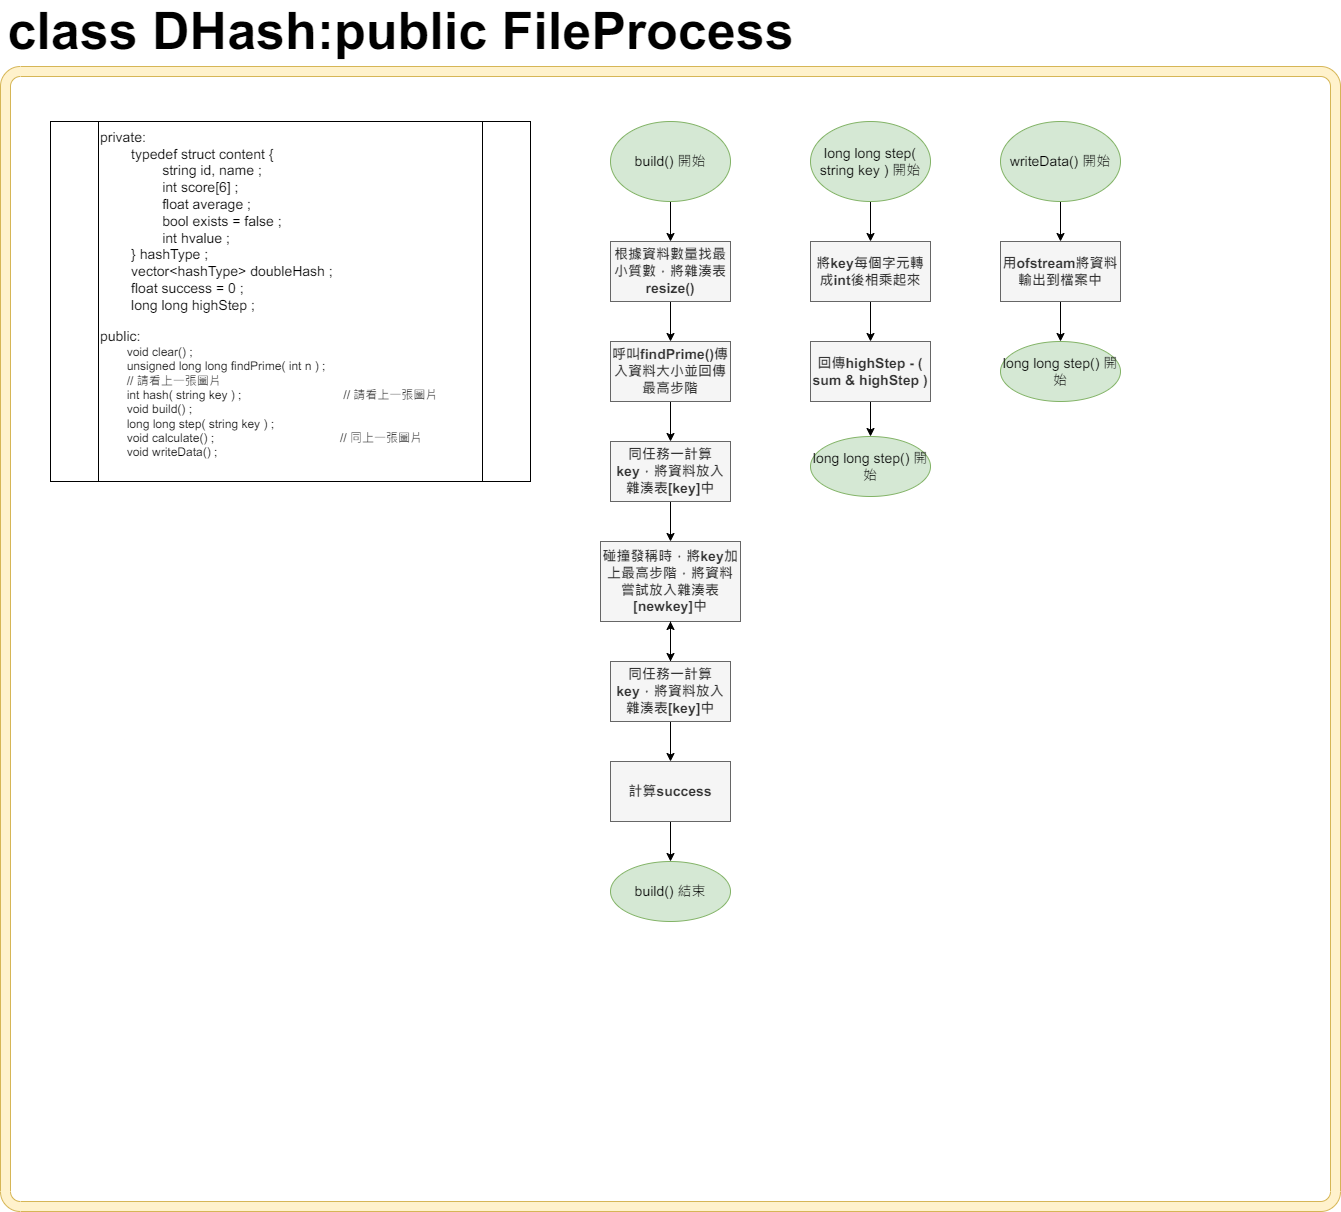 class DHash:public FileProcess
private:
typedef struct content {
string id, name ;
int score[6] ;
float average ;
bool exists = false ;
int hvalue ;
} hashType ;
vector<hashType> doubleHash ;
float success = 0 ;
long long highStep ;
public:
void clear() ;
unsigned long long findPrime( int n ) ;
// 請看上一張圖片
int hash( string key ) ; // 請看上一張圖片
void build() ;
long long step( string key ) ;
void calculate() ; // 同上一張圖片
void writeData() ;
build() 開始
根據資料數量找最
小質數，將雜湊表
resize()
呼叫findPrime()傳
入資料大小並回傳
最高步階
同任務一計算
key，將資料放入
雜湊表[key]中
碰撞發稱時，將key加
上最高步階，將資料
嘗試放入雜湊表
[newkey]中
同任務一計算
key，將資料放入
雜湊表[key]中
計算success
build() 結束
long long step(
string key ) 開始
將key每個字元轉
成int後相乘起來
回傳highStep - (
sum & highStep )
long long step() 開
始
writeData() 開始
用ofstream將資料
輸出到檔案中
long long step() 開
始